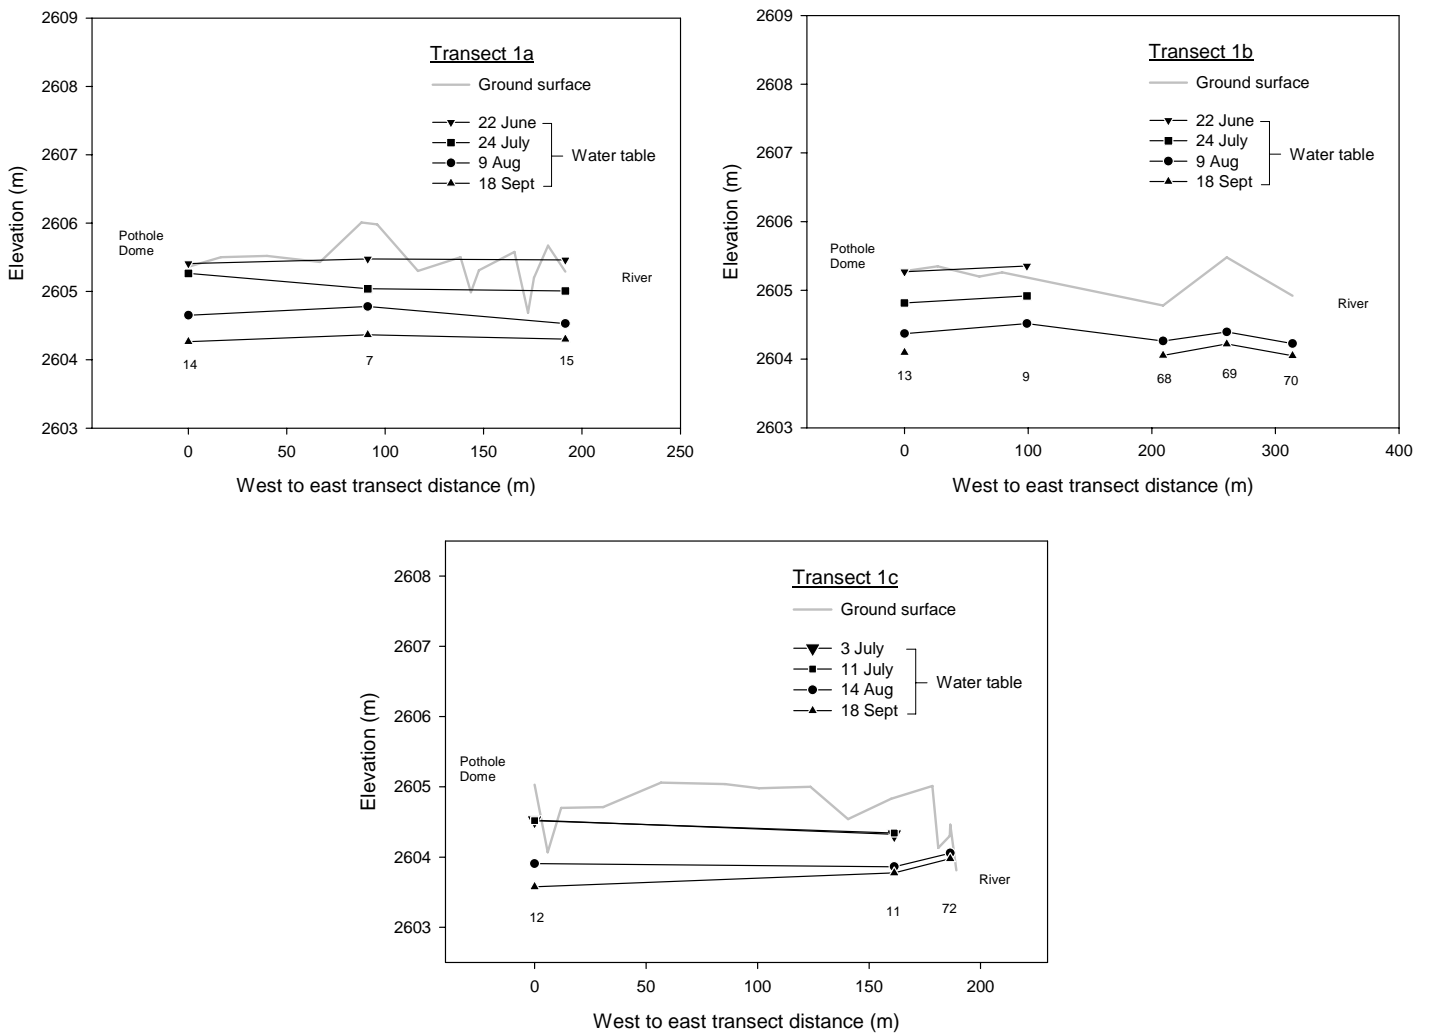 Transect 1a
Ground surface
22 June
24 July
9 Aug
18 Sept
Water table
Pothole
Dome
River
14
7
15
2609
2608
2607
2606
2605
2604
2603
Elevation (m)
0
50
100
150
200
250
West to east transect distance (m)
Transect 1b
Ground surface
22 June
24 July
9 Aug
18 Sept
Water table
Pothole
Dome
River
13
9
68
69
70
2609
2608
2607
2606
2605
2604
2603
Elevation (m)
0
100
200
300
400
West to east transect distance (m)
Transect 1c
Ground surface
3 July
11 July
14 Aug
18 Sept
Water table
Pothole
Dome
River
12
11
72
2608
2607
2606
2605
2604
2603
Elevation (m)
0
50
100
150
200
West to east transect distance (m)